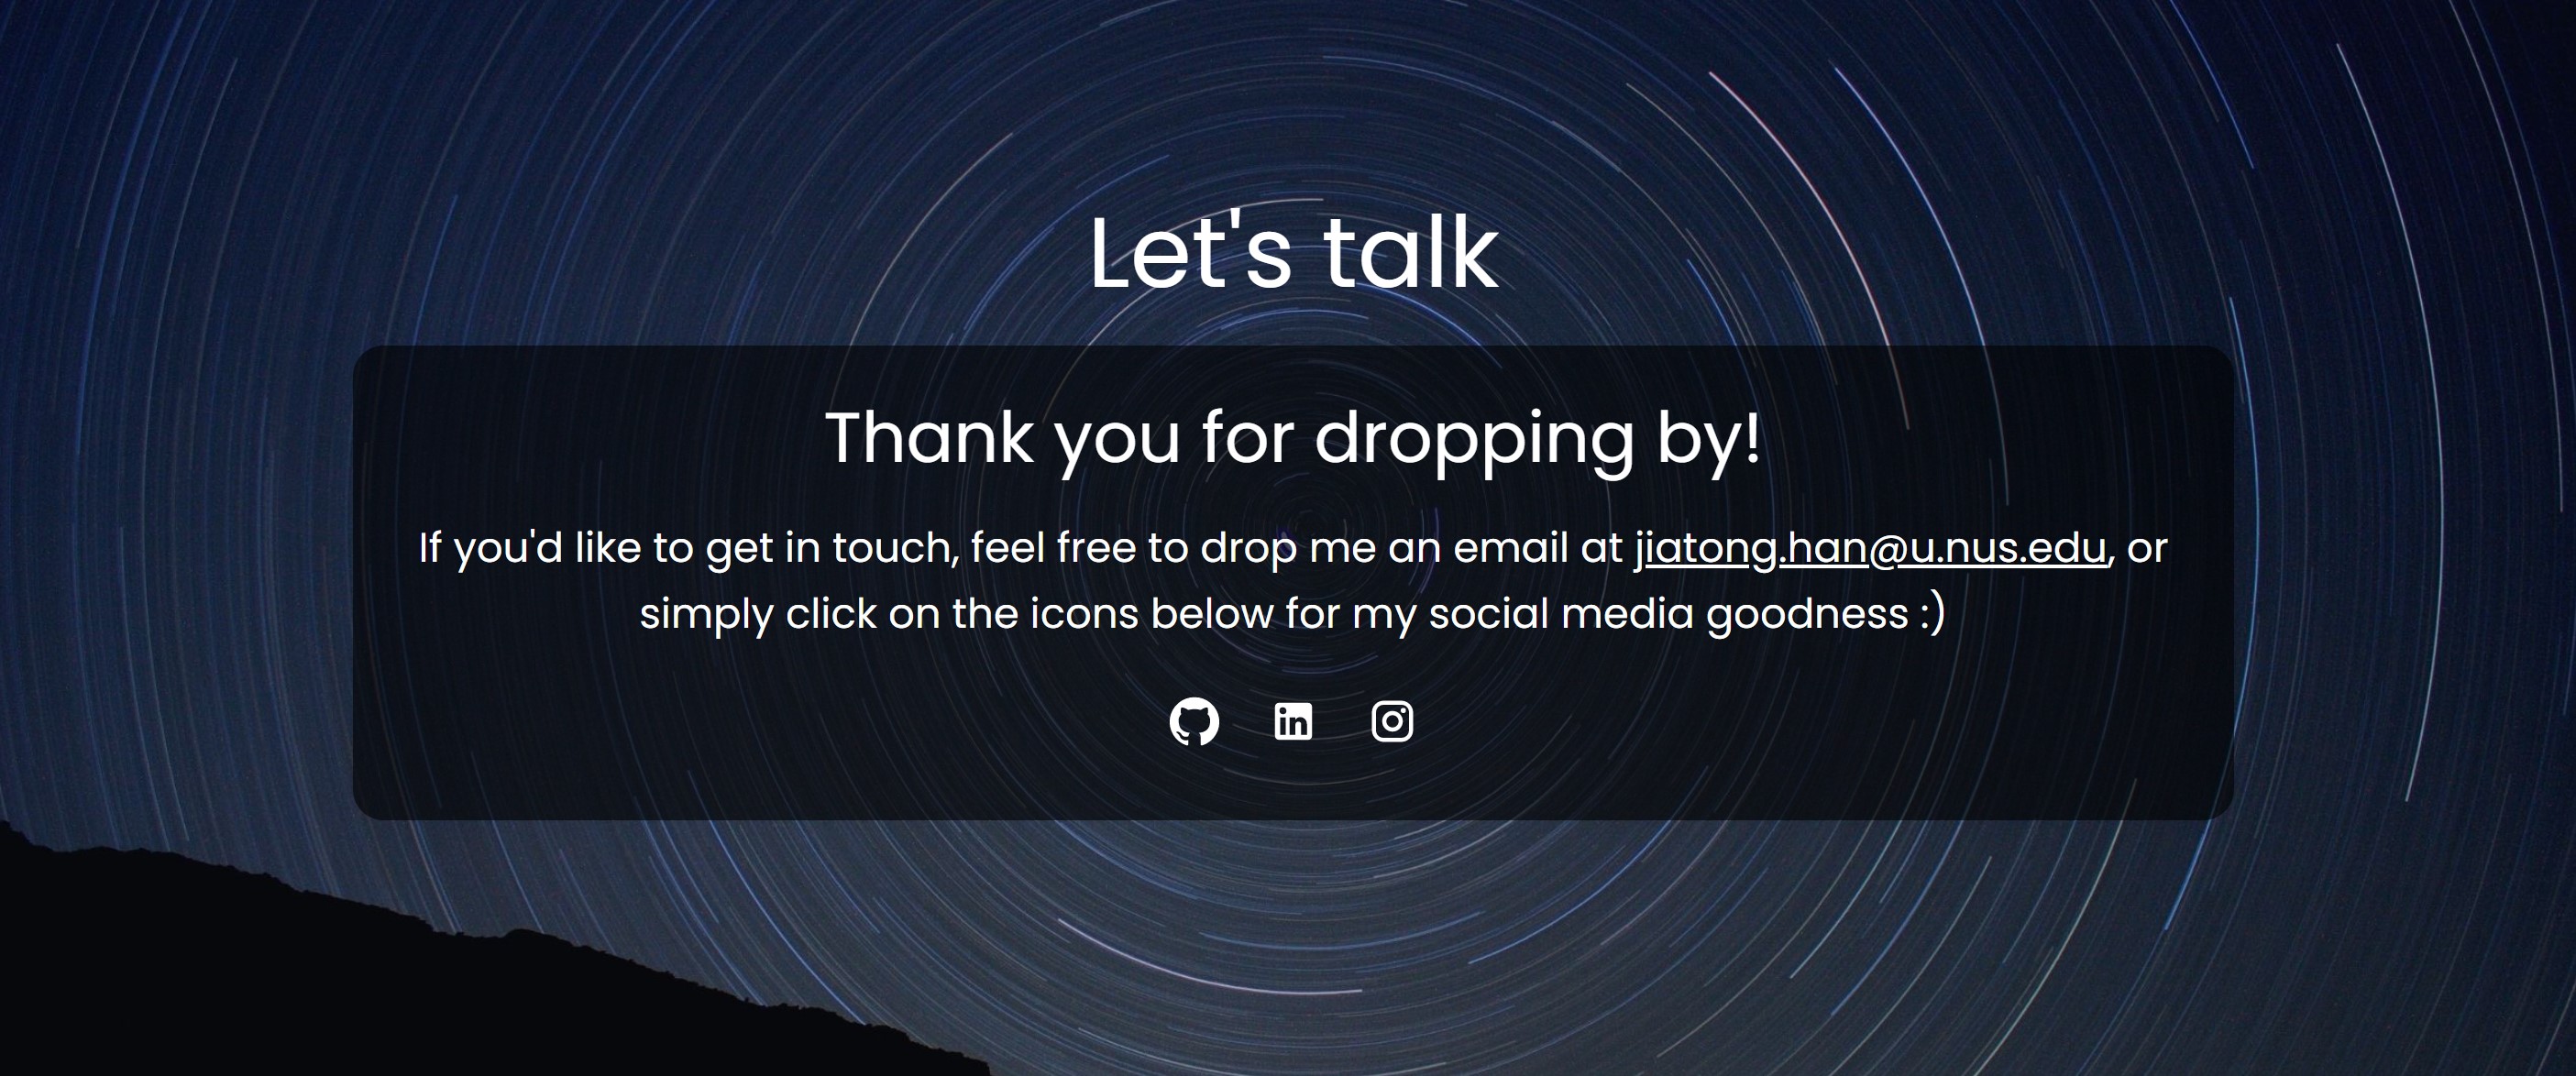 Let's talk
Thank you for dropping by!
If you'd like to get in touch, feel free to drop me an email at jiatong.han@u.nus.edu, or
simply click on the icons below for my social media goodness :)
in